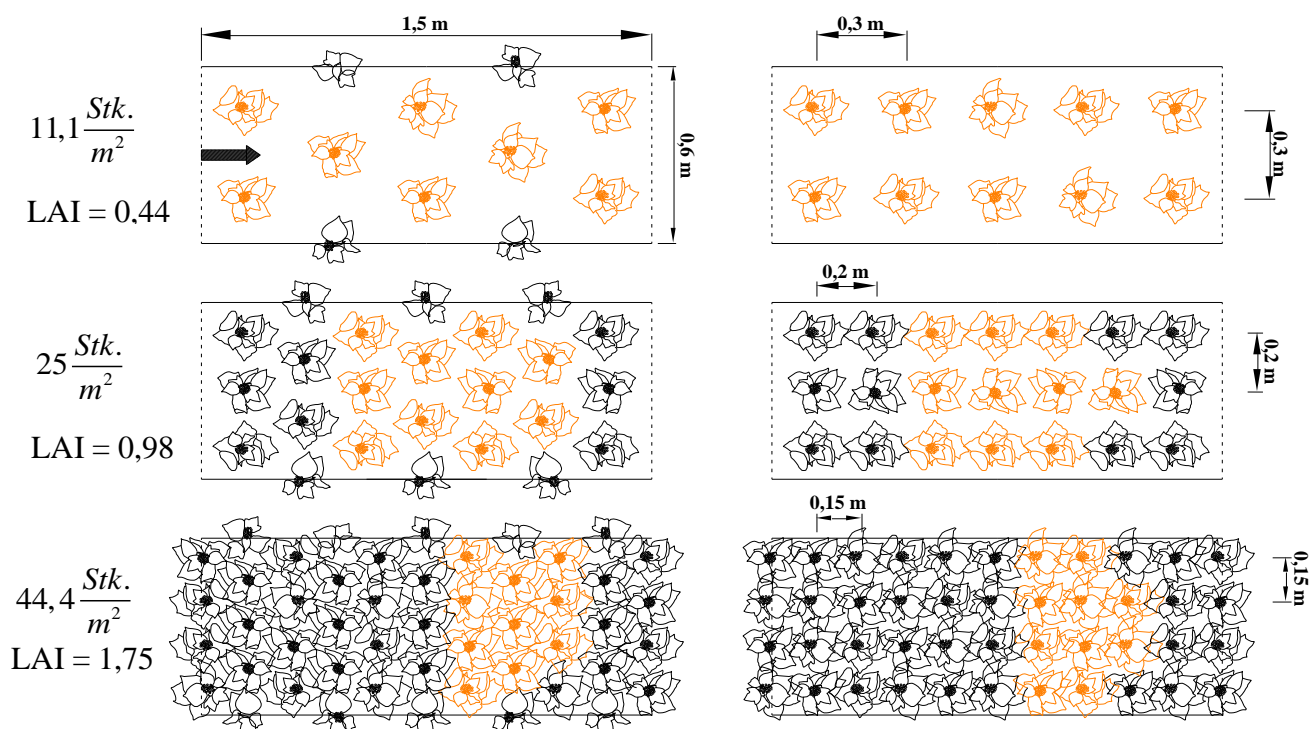 1,5 m
0,3 m
11,1 Stk./m²
0,6 m
0,3 m
LAI = 0,44
0,2 m
25 Stk./m²
0,2 m
LAI = 0,98
0,15 m
44,4 Stk./m²
0,15 m
LAI = 1,75